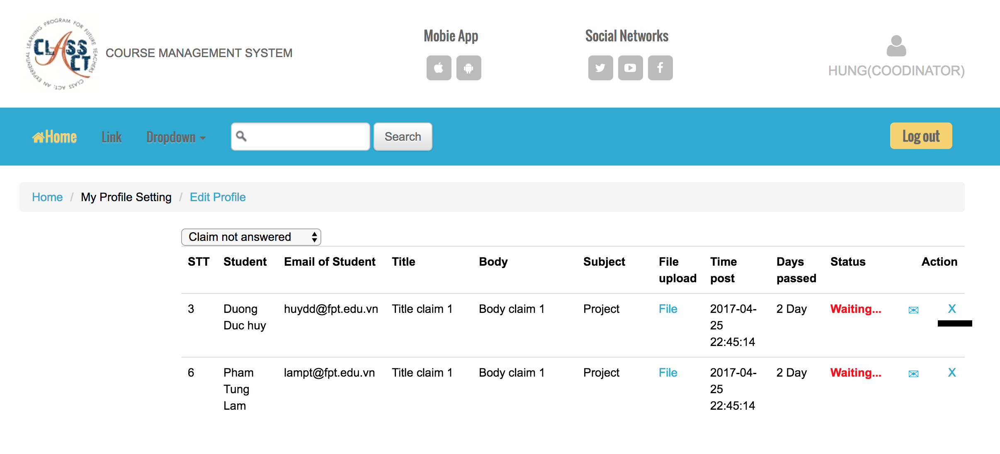 CLASS ACT: AN EXPERIENTIAL LEARNING PROGRAM FOR FUTURE TEACHERS
CLASS
ACT
COURSE MANAGEMENT SYSTEM
Mobie App
Social Networks
HUNG(COODINATOR)
Home
Link
Dropdown
Search
Log out
Home / My Profile Setting / Edit Profile
Claim not answered
STT Student Email of Student Title Body Subject File upload Time post Days passed Status Action
3 Duong Duc huy huydd@fpt.edu.vn Title claim 1 Body claim 1 Project File 2017-04-25 22:45:14 2 Day Waiting... ✉ X
6 Pham Tung Lam lampt@fpt.edu.vn Title claim 1 Body claim 1 Project File 2017-04-25 22:45:14 2 Day Waiting... ✉ X